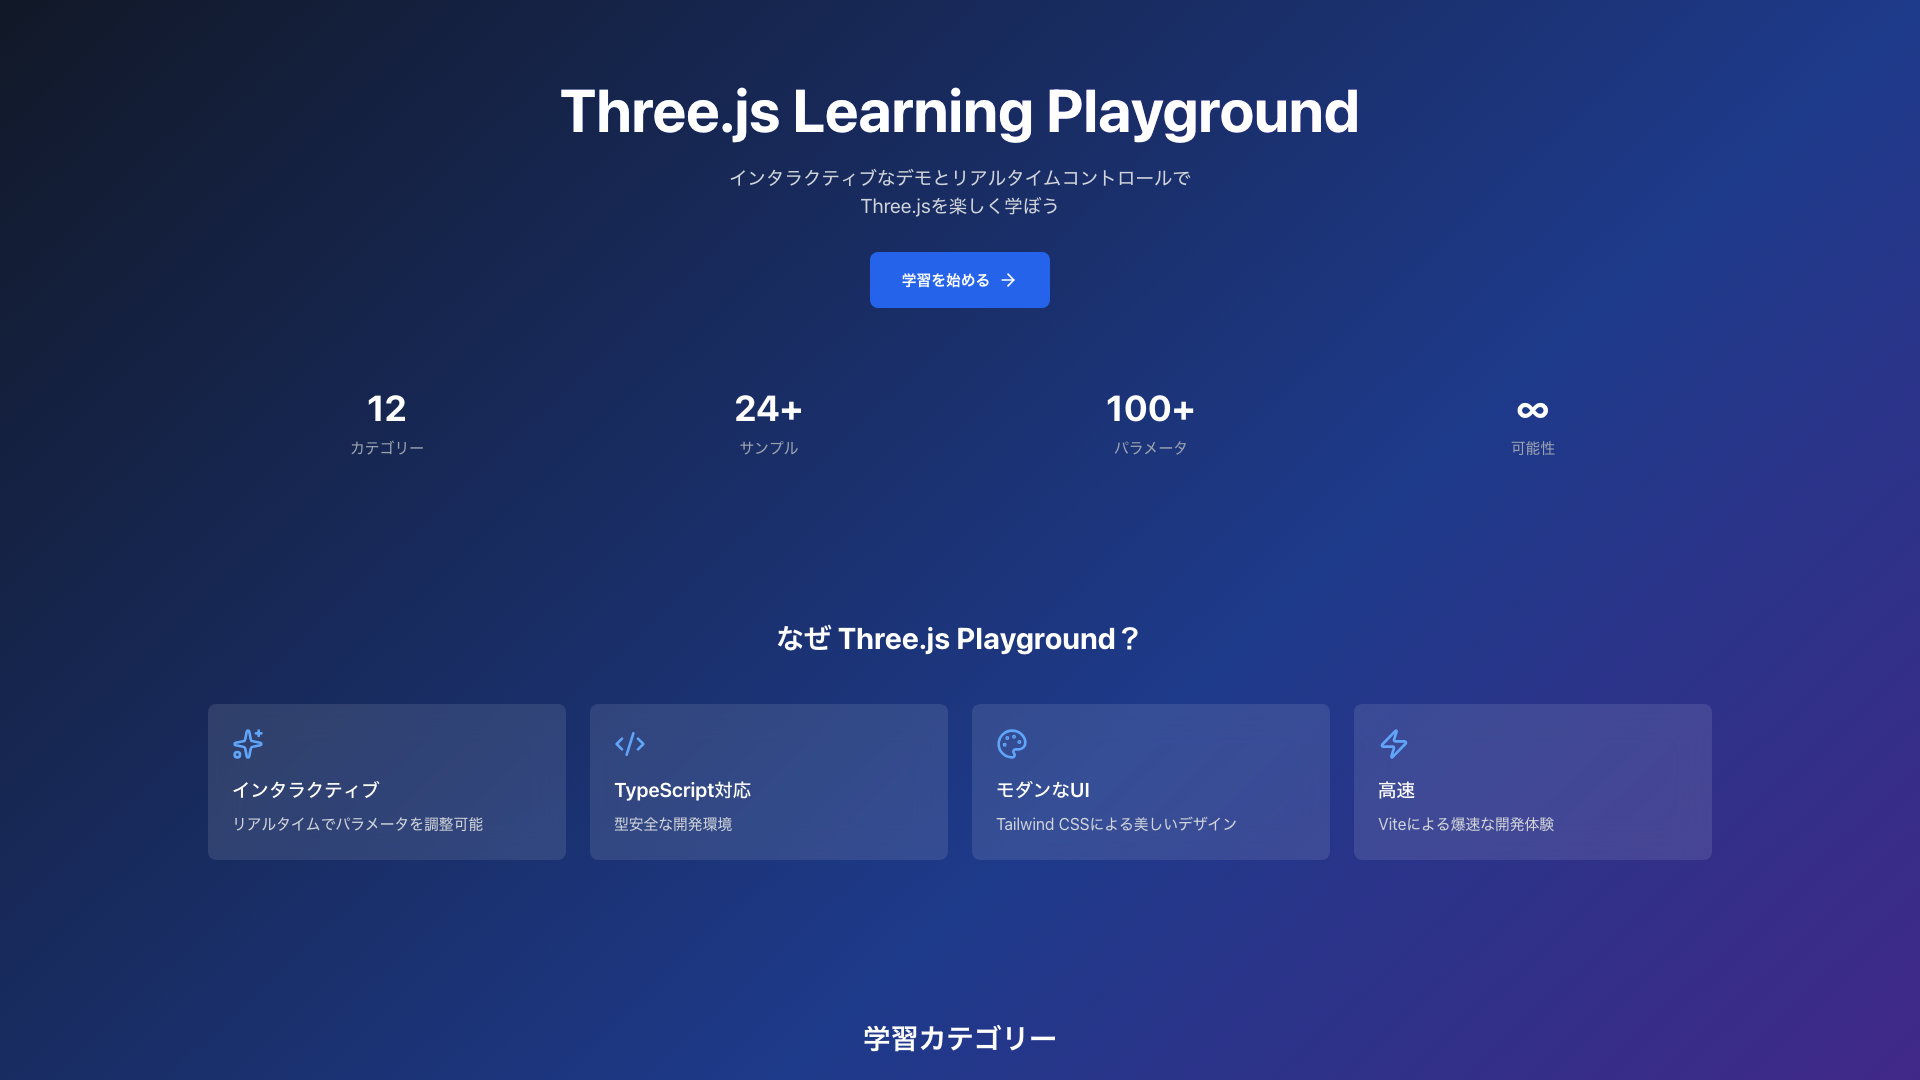 Three.js Learning Playground
インタラクティブなデモとリアルタイムコントロールで
Three.jsを楽しく学ぼう
学習を始める
12
カテゴリー
24+
サンプル
100+
パラメータ
∞
可能性
なぜ Three.js Playground？
インタラクティブ
リアルタイムでパラメータを調整可能
TypeScript対応
型安全な開発環境
モダンなUI
Tailwind CSSによる美しいデザイン
高速
Viteによる爆速な開発体験
学習カテゴリー